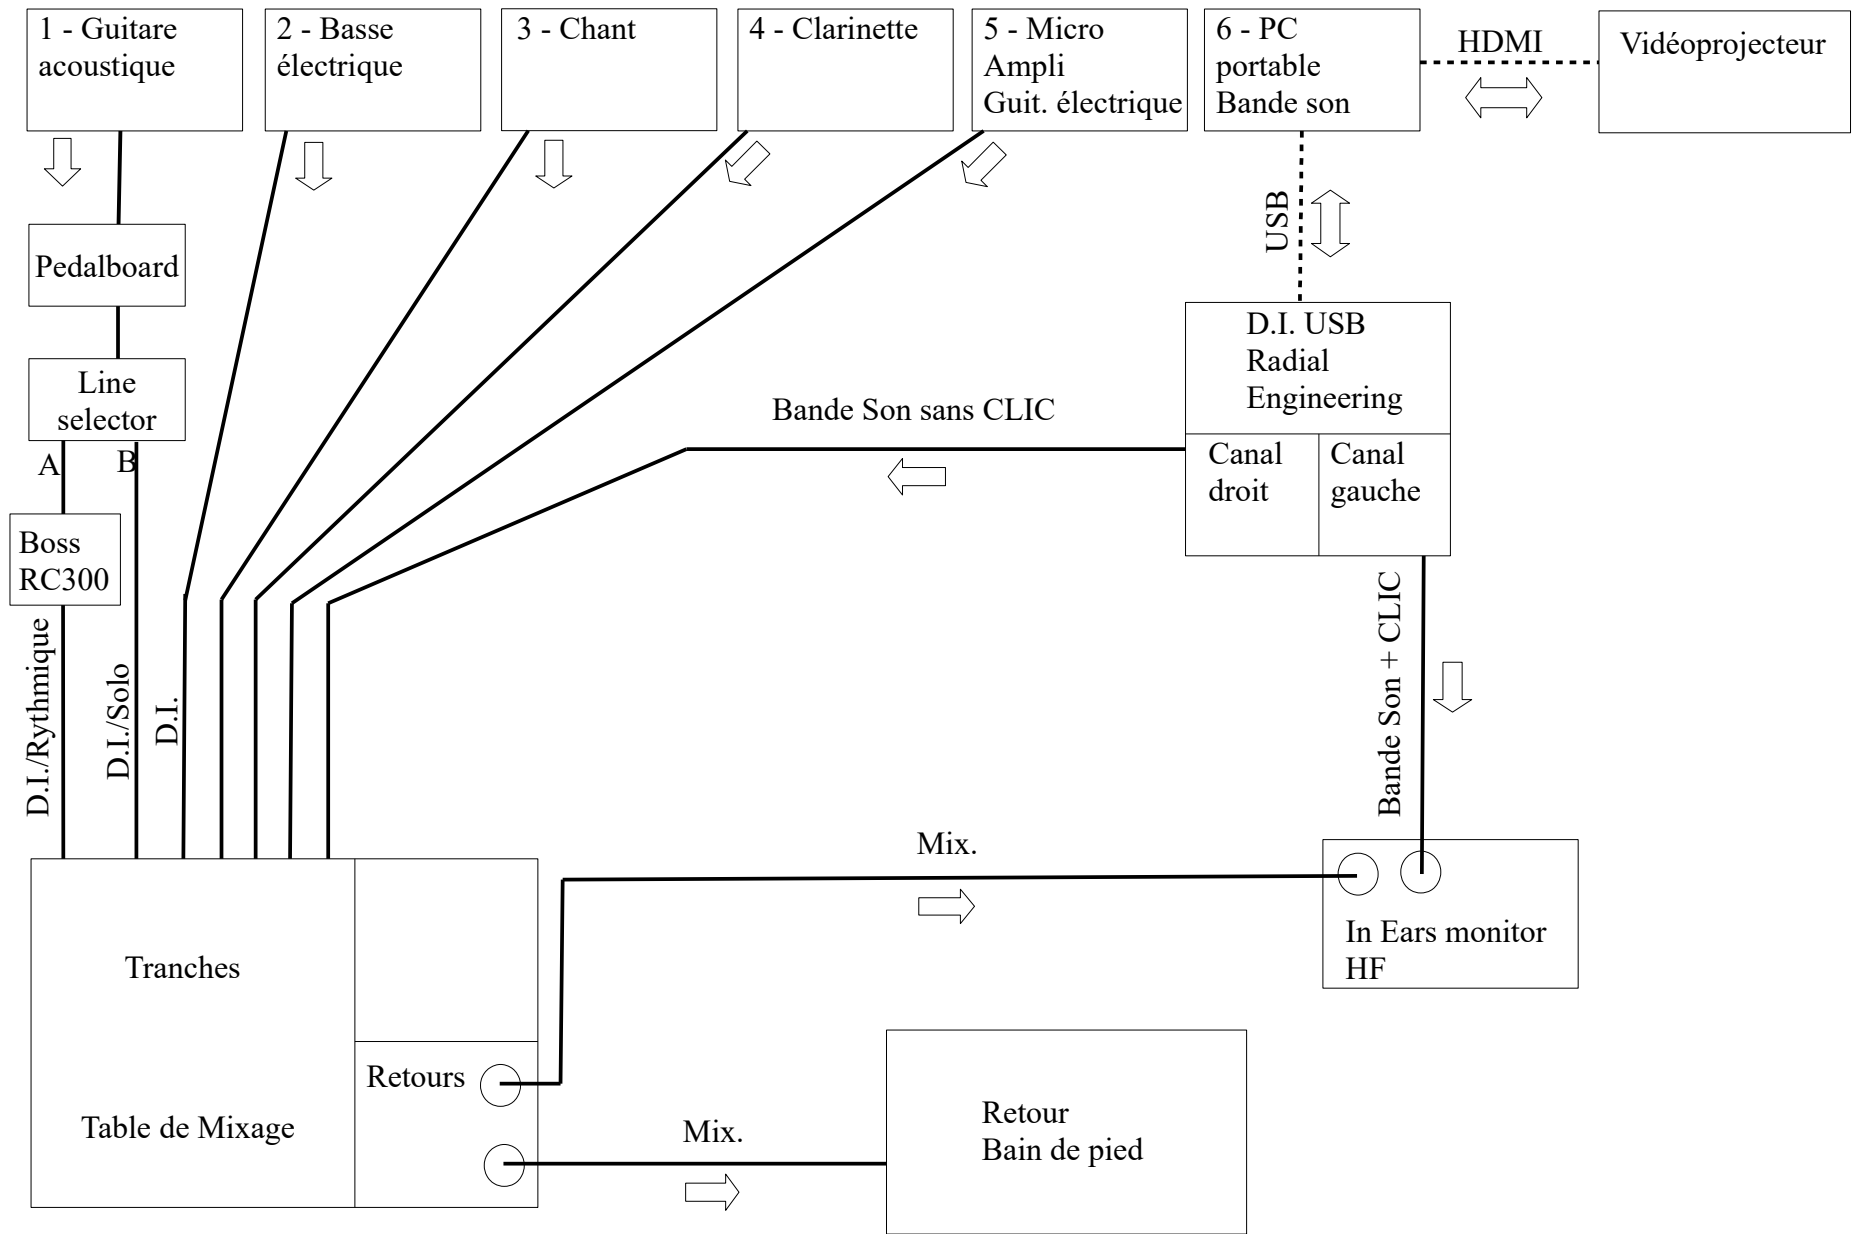 1 - Guitare
acoustique
2 - Basse
électrique
3 - Chant
4 - Clarinette
5 - Micro
Ampli
Guit. électrique
6 - PC
portable
Bande son
HDMI
Vidéoprojecteur
USB
Pedalboard
Line
selector
A
B
Boss
RC300
D.I./Rythmique
D.I./Solo
D.I.
D.I. USB
Radial
Engineering
Canal
droit
Canal
gauche
Bande Son sans CLIC
Bande Son + CLIC
Mix.
In Ears monitor
HF
Tranches
Table de Mixage
Retours
Mix.
Retour
Bain de pied